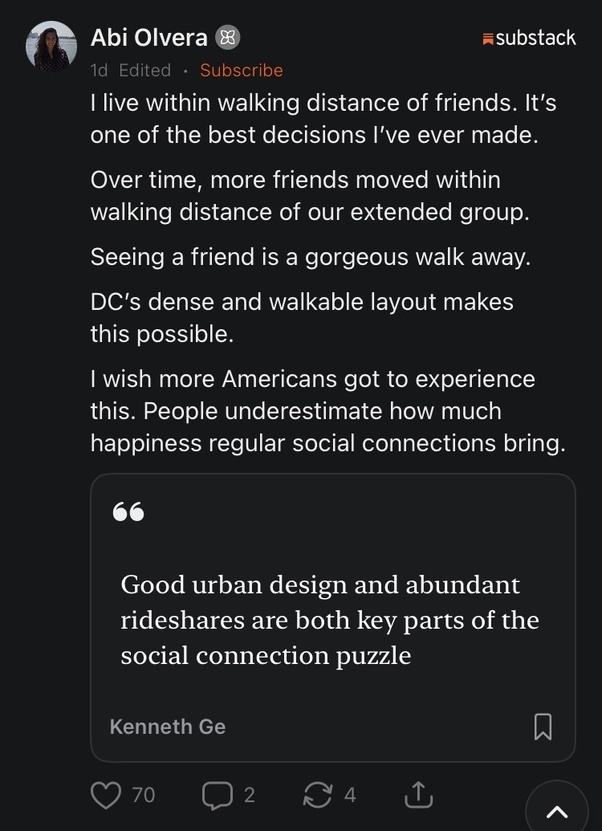 Abi Olvera
substack
1d Edited · Subscribe
I live within walking distance of friends. It’s
one of the best decisions I’ve ever made.
Over time, more friends moved within
walking distance of our extended group.
Seeing a friend is a gorgeous walk away.
DC’s dense and walkable layout makes
this possible.
I wish more Americans got to experience
this. People underestimate how much
happiness regular social connections bring.
“
Good urban design and abundant
rideshares are both key parts of the
social connection puzzle
Kenneth Ge
70 2 4